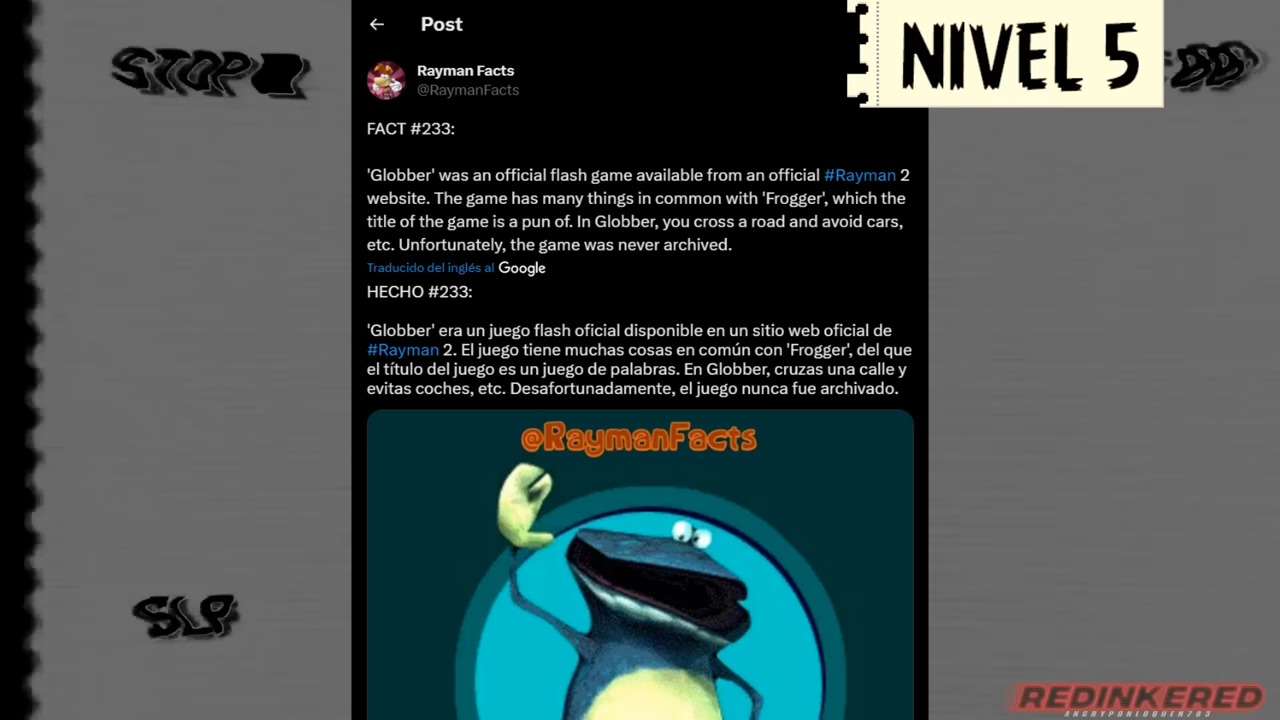 STOP
Post
NIVEL 5
Rayman Facts
@RaymanFacts
FACT #233:
'Globber' was an official flash game available from an official #Rayman 2
website. The game has many things in common with 'Frogger', which the
title of the game is a pun of. In Globber, you cross a road and avoid cars,
etc. Unfortunately, the game was never archived.
Traducido del inglés al Google
HECHO #233:
'Globber' era un juego flash oficial disponible en un sitio web oficial de
#Rayman 2. El juego tiene muchas cosas en común con 'Frogger', del que
el título del juego es un juego de palabras. En Globber, cruzas una calle y
evitas coches, etc. Desafortunadamente, el juego nunca fue archivado.
@RaymanFacts
SLP
REDINKERED